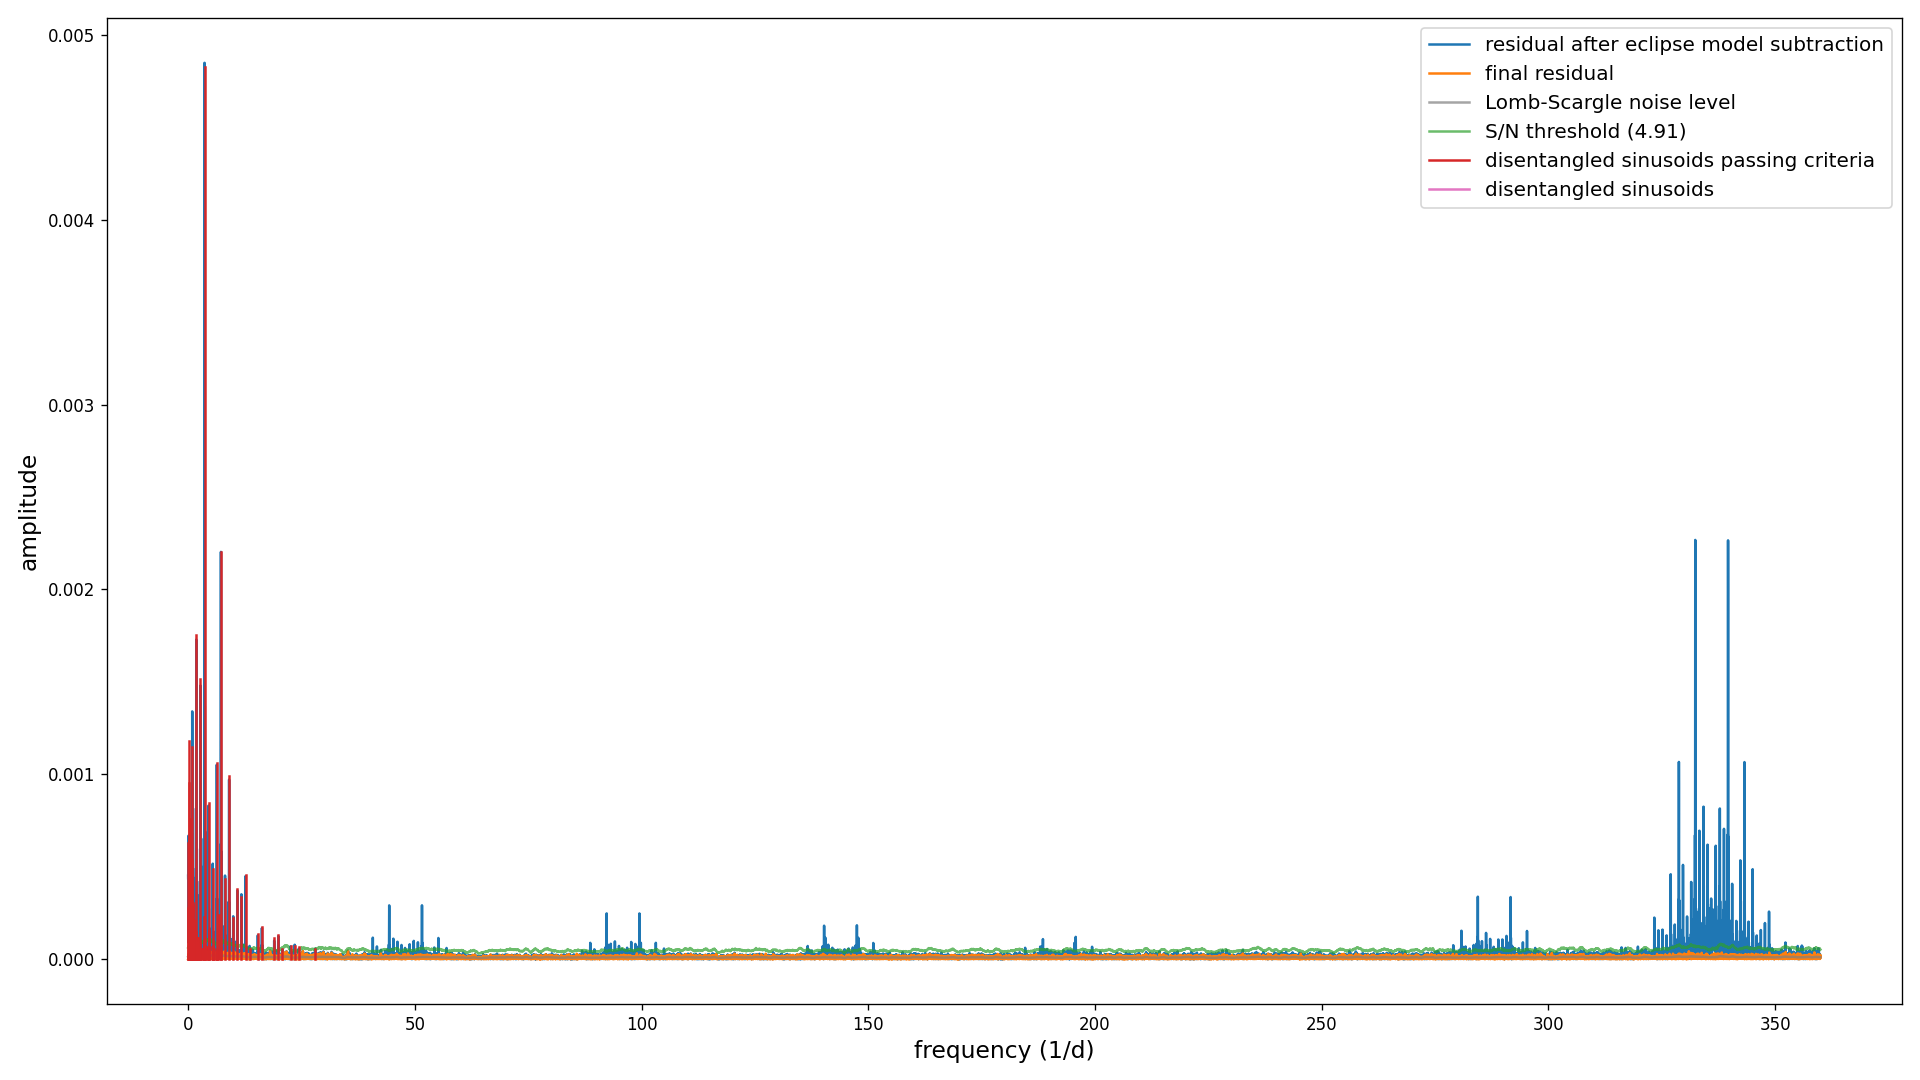 0.005
0.004
0.003
0.002
0.001
0.000
amplitude
0
50
100
150
200
250
300
350
frequency (1/d)
residual after eclipse model subtraction
final residual
Lomb-Scargle noise level
S/N threshold (4.91)
disentangled sinusoids passing criteria
disentangled sinusoids